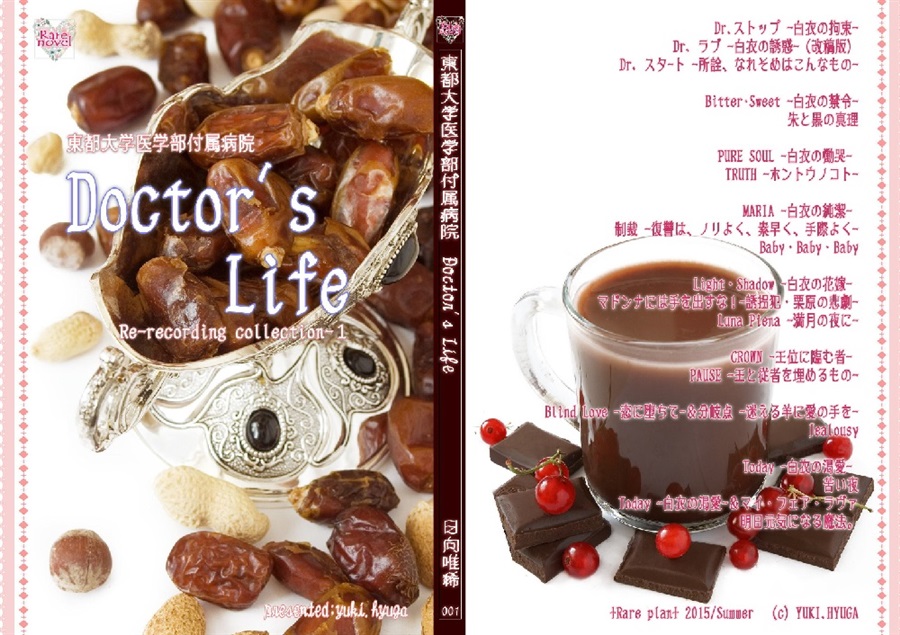 Rare novel
東都大学医学部付属病院
Doctor's
Life
Re-recording collection-1
presented:yuki.hyuga
東都大学医学部付属病院 Doctor's Life 日向唯稀 001
Dr.ストップ -白衣の拘束-
Dr. ラブ -白衣の誘惑-（改稿版）
Dr. スタート -所詮、なれそめはこんなもの-
Bitter・Sweet -白衣の禁令-
朱と黒の真理
PURE SOUL -白衣の慟哭-
TRUTH -ホントウノコト-
MARIA -白衣の純潔-
制裁 -復讐は、ノリよく、素早く、手際よく-
Baby・Baby・Baby
Light・Shadow -白衣の花嫁-
マドンナには手を出すな！-誘拐犯・栗原の悲劇-
Luna Piena -満月の夜に-
CROWN -王位に臨む者-
PAUSE -王と従者を埋めるもの-
Blind Love -恋に堕ちて-＆分岐点 -迷える羊に愛の手を-
Jealousy
Today -白衣の渇愛-
苦い夜
Today -白衣の渇愛-＆マイ・フェア・ラヴァ
明日元気になる魔法。
†Rare plant 2015/Summer (c) YUKI.HYUGA